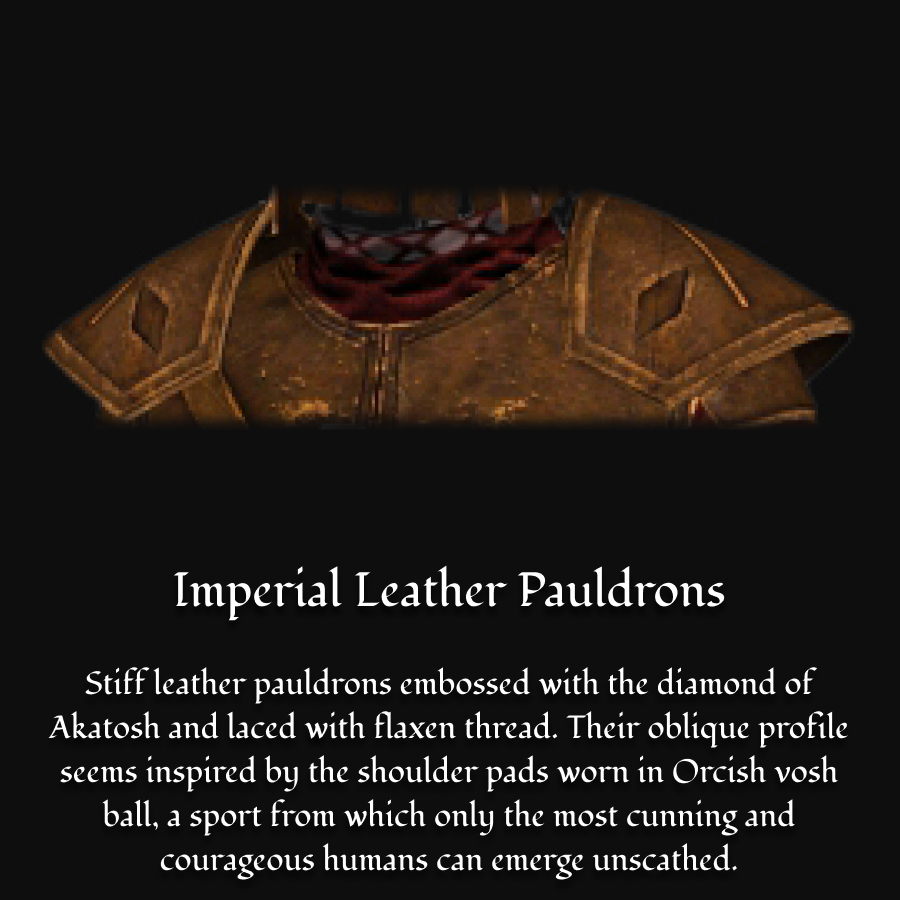 Imperial Leather Pauldrons
Stiff leather pauldrons embossed with the diamond of
Akatosh and laced with flaxen thread. Their oblique profile
seems inspired by the shoulder pads worn in Orcish vosh
ball, a sport from which only the most cunning and
courageous humans can emerge unscathed.